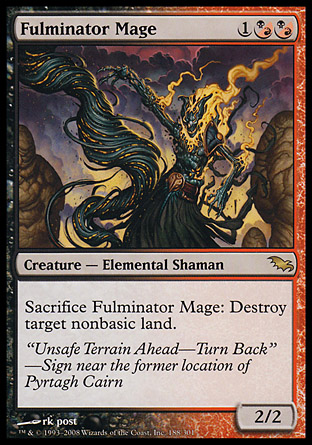 Fulminator Mage 1
Creature — Elemental Shaman
Sacrifice Fulminator Mage: Destroy
target nonbasic land.
“Unsafe Terrain Ahead—Turn Back”
—Sign near the former location of
Pyrtagh Cairn
rk post
™ & © 1993–2008 Wizards of the Coast, Inc. 188/301
2/2